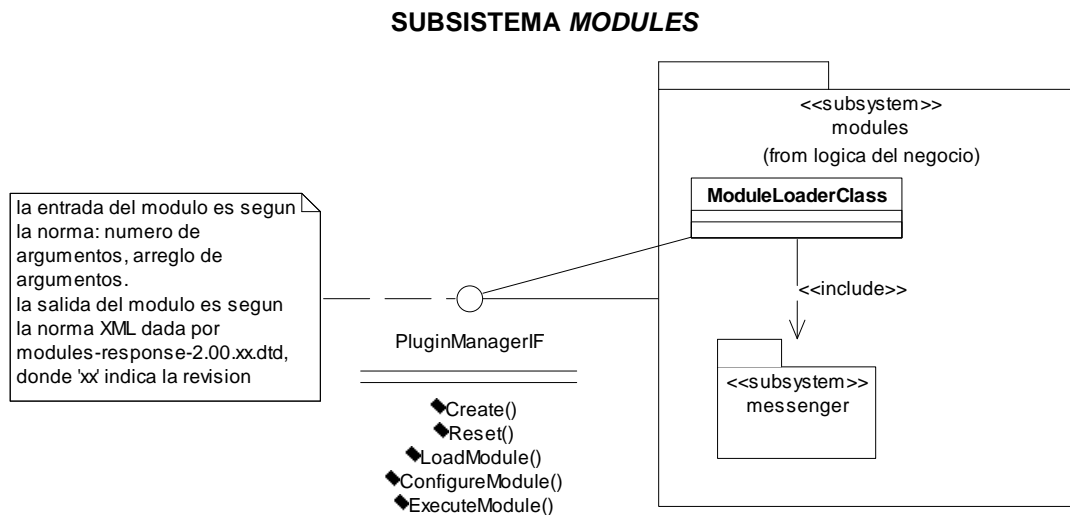 SUBSISTEMA MODULES
<<subsystem>>
modules
(from logica del negocio)
ModuleLoaderClass
la entrada del modulo es segun
la norma: numero de
argumentos, arreglo de
argumentos.
la salida del modulo es segun
la norma XML dada por
modules-response-2.00.xx.dtd,
donde 'xx' indica la revision
<<include>>
PluginManagerIF
<<subsystem>>
messenger
Create()
Reset()
LoadModule()
ConfigureModule()
ExecuteModule()